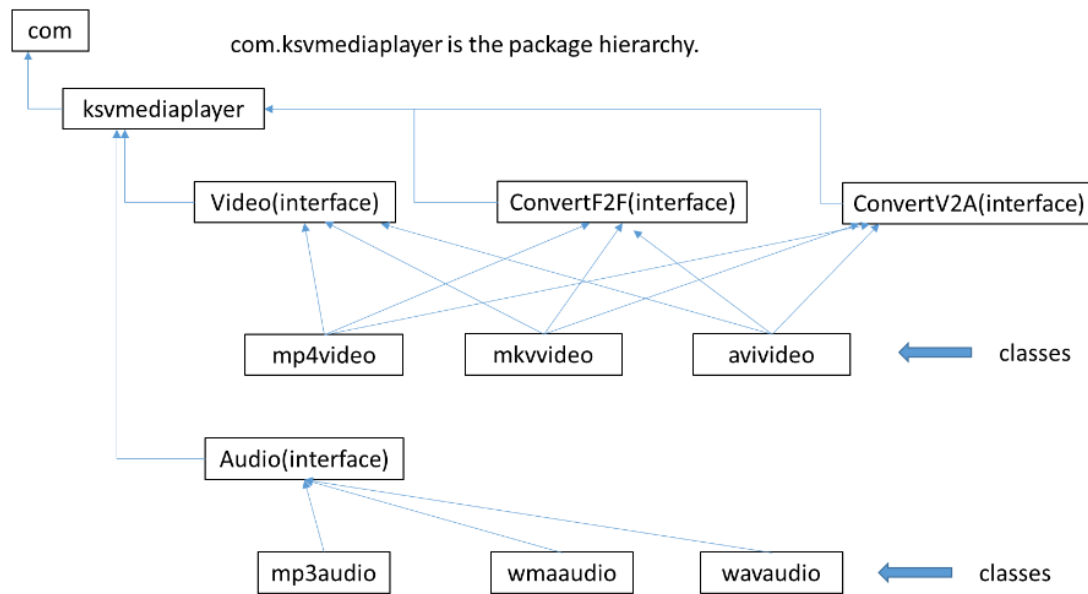 com
com.ksvmediaplayer is the package hierarchy.
ksvmediaplayer
Video(interface)
ConvertF2F(interface)
ConvertV2A(interface)
mp4video
mkvvideo
avivideo
classes
Audio(interface)
mp3audio
wmaaudio
wavaudio
classes